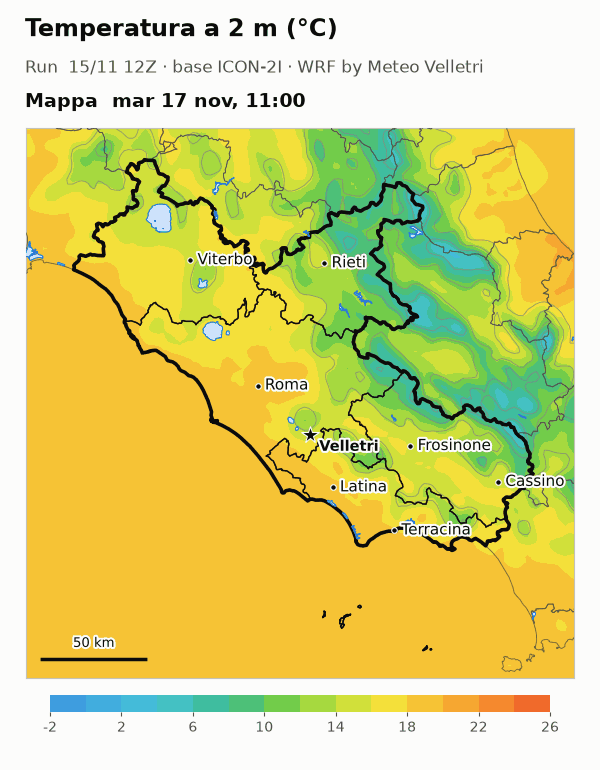 Temperatura a 2 m (°C)
Run  15/11 12Z · base ICON-2I · WRF by Meteo Velletri
Mappa  mar 17 nov, 11:00
Viterbo
Rieti
Roma
Velletri
Frosinone
Cassino
Latina
Terracina
50 km
-2 2 6 10 14 18 22 26